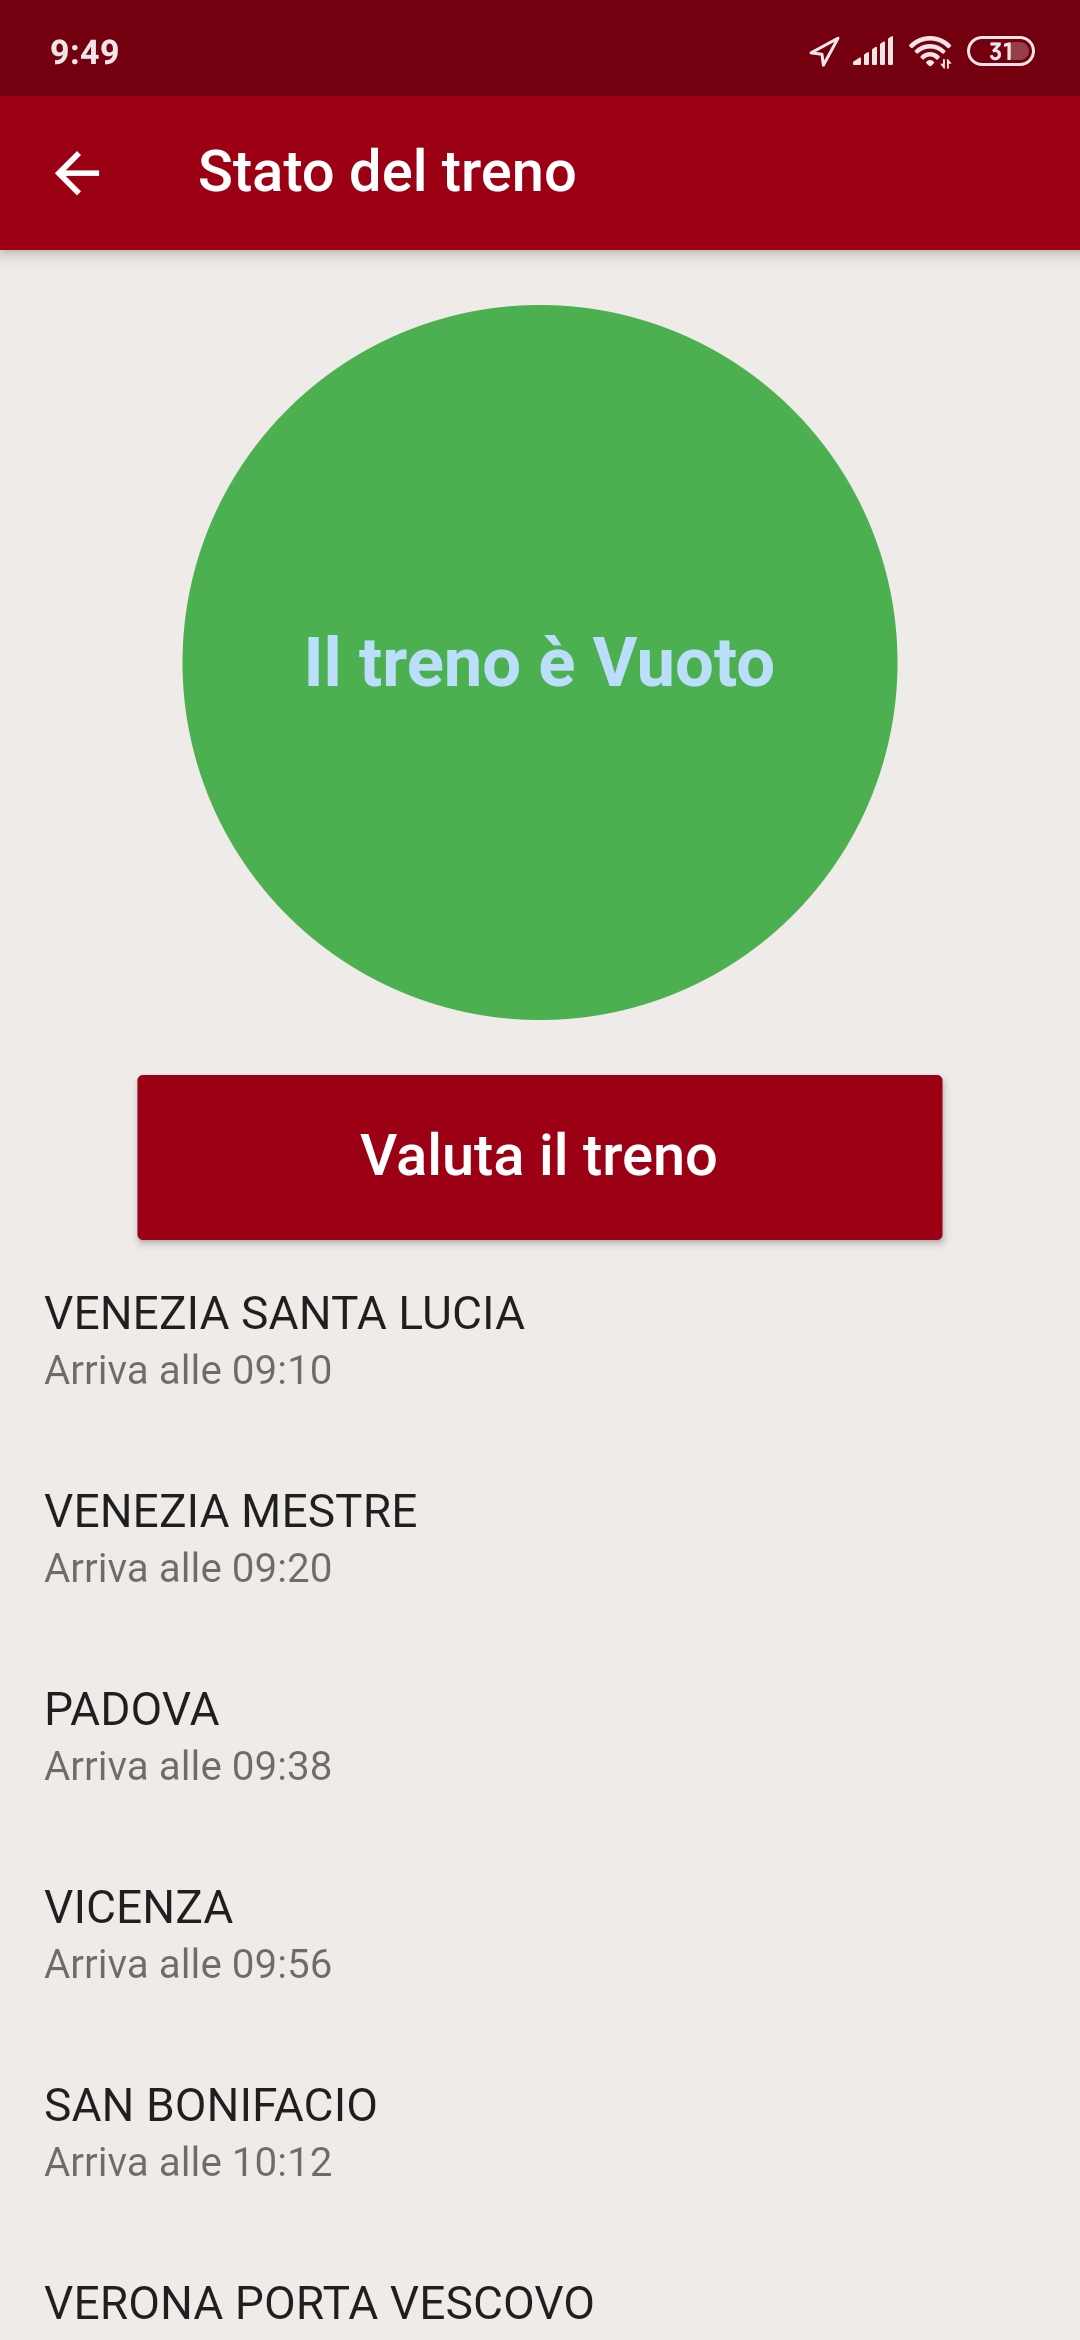 9:49
31
Stato del treno
Il treno è Vuoto
Valuta il treno
VENEZIA SANTA LUCIA
Arriva alle 09:10
VENEZIA MESTRE
Arriva alle 09:20
PADOVA
Arriva alle 09:38
VICENZA
Arriva alle 09:56
SAN BONIFACIO
Arriva alle 10:12
VERONA PORTA VESCOVO